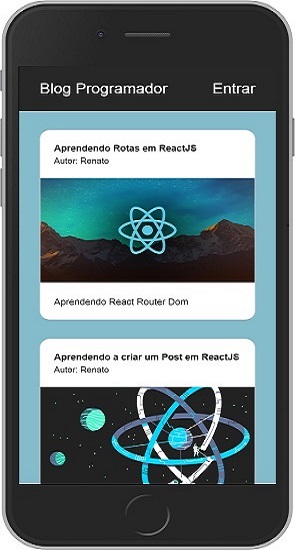 Blog Programador Entrar
Aprendendo Rotas em ReactJS
Autor: Renato
Aprendendo React Router Dom
Aprendendo a criar um Post em ReactJS
Autor: Renato